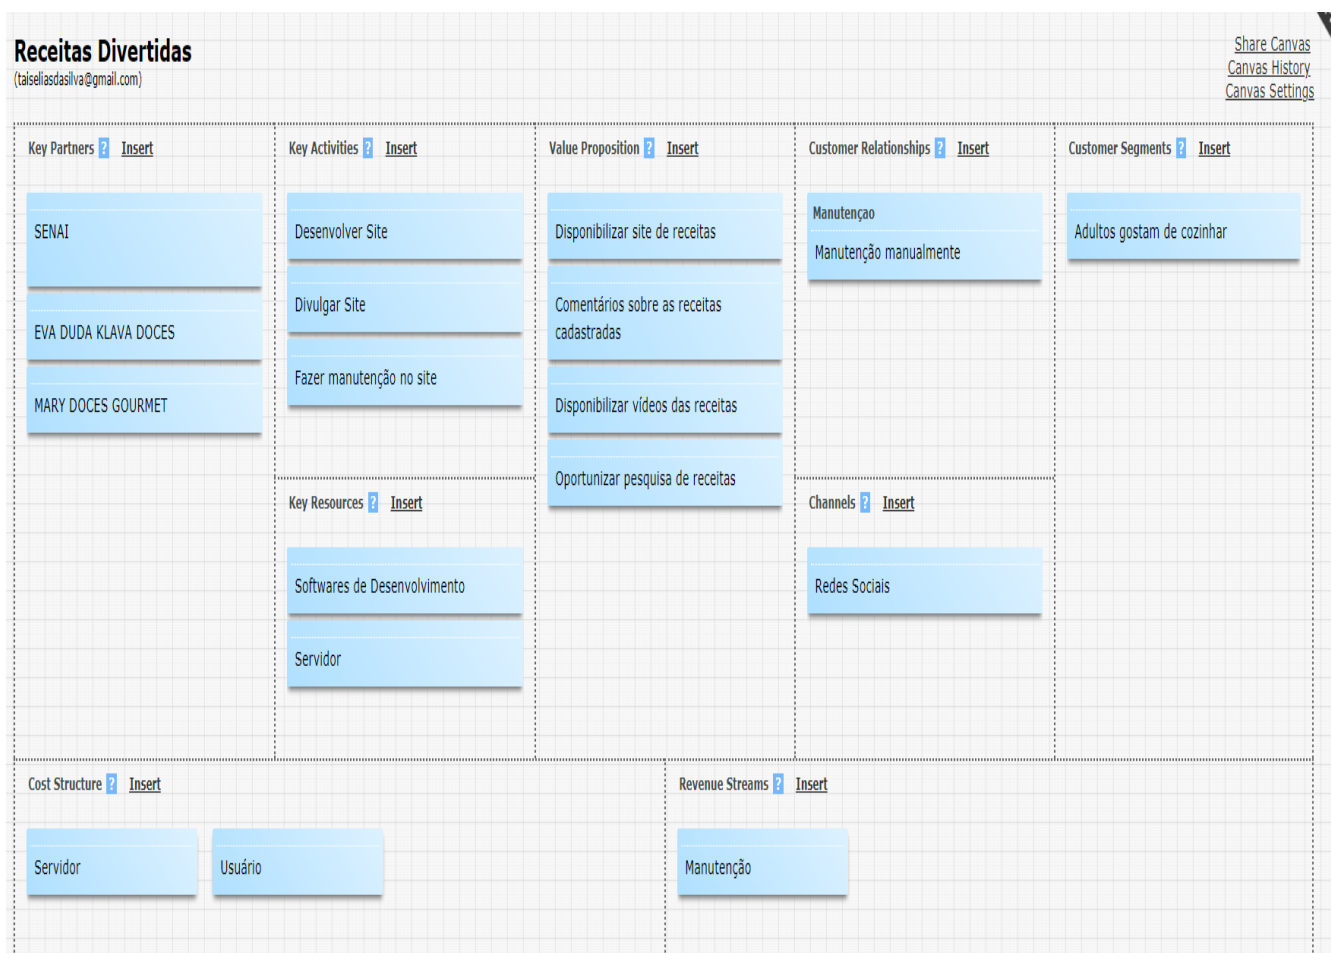 Receitas Divertidas
(taiseliasdasilva@gmail.com)
Share Canvas
Canvas History
Canvas Settings
Key Partners ? Insert
SENAI
EVA DUDA KLAVA DOCES
MARY DOCES GOURMET
Key Activities ? Insert
Desenvolver Site
Divulgar Site
Fazer manutenção no site
Key Resources ? Insert
Softwares de Desenvolvimento
Servidor
Value Proposition ? Insert
Disponibilizar site de receitas
Comentários sobre as receitas
cadastradas
Disponibilizar vídeos das receitas
Oportunizar pesquisa de receitas
Customer Relationships ? Insert
Manutençao
Manutenção manualmente
Channels ? Insert
Redes Sociais
Customer Segments ? Insert
Adultos gostam de cozinhar
Cost Structure ? Insert
Servidor
Usuário
Revenue Streams ? Insert
Manutenção